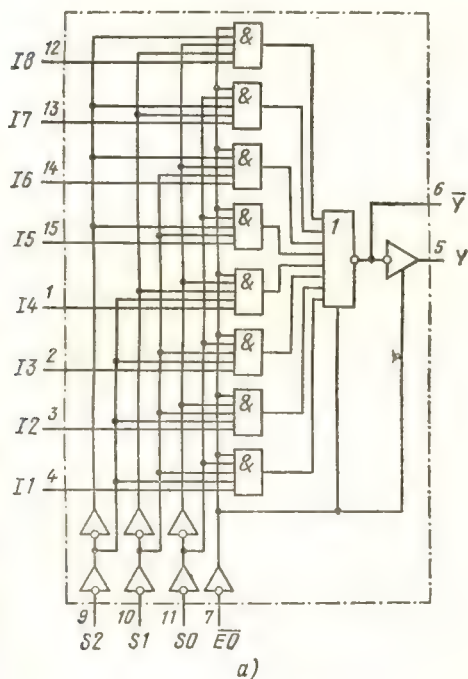 I8 12 &
I7 13 &
I6 14 &
I5 15 &
I4 1 &
I3 2 &
I2 3 &
I1 4 &
1
6 Y̅
5 Y
9 10 11 7
S2 S1 S0 E̅0̅
а)